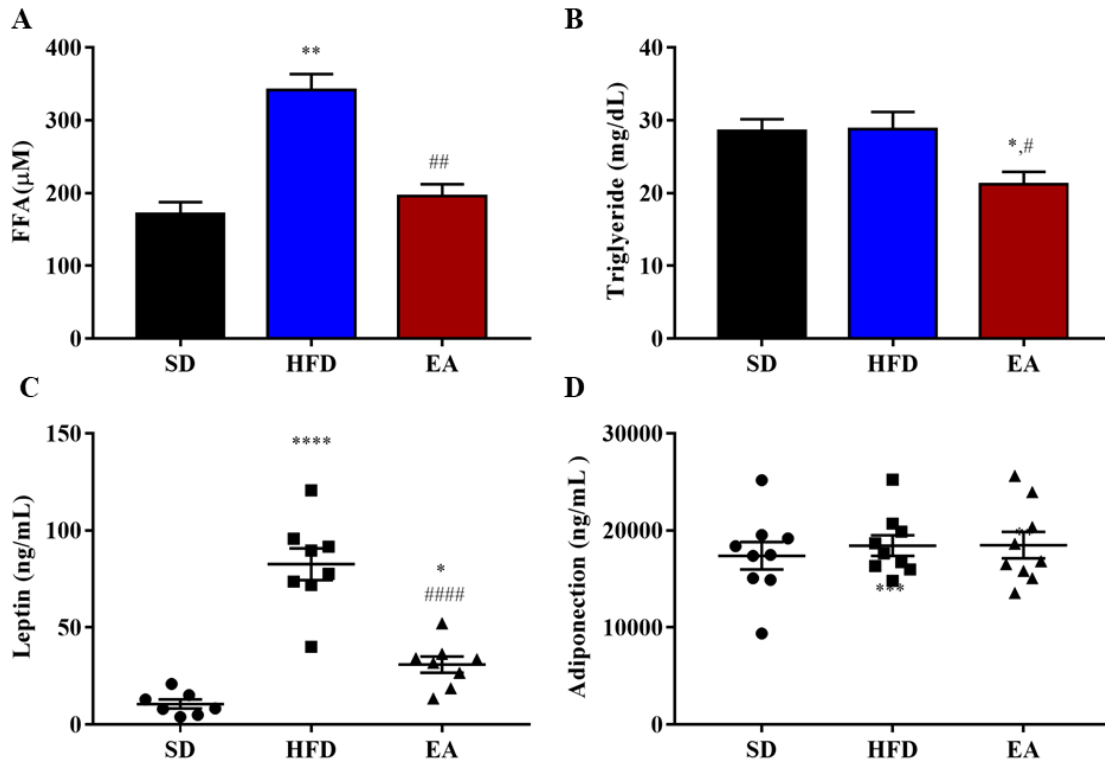 A
400
300
200
100
0
FFA(μM)
**
##
SD HFD EA
B
40
30
20
10
0
Triglyeride (mg/dL)
*,#
SD HFD EA
C
150
100
50
0
Leptin (ng/mL)
****
*
####
SD HFD EA
D
30000
20000
10000
0
Adiponection (ng/mL )
**
***
SD HFD EA